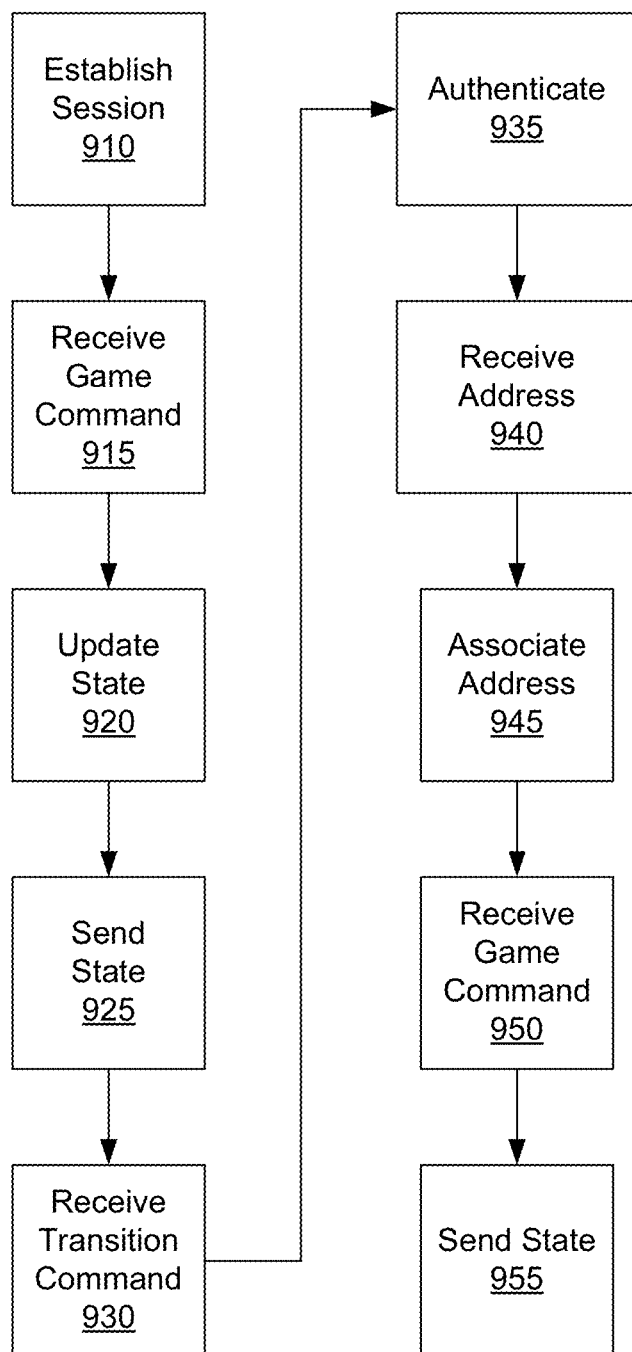 Establish
Session
910
Receive
Game
Command
915
Update
State
920
Send
State
925
Receive
Transition
Command
930
Authenticate
935
Receive
Address
940
Associate
Address
945
Receive
Game
Command
950
Send State
955